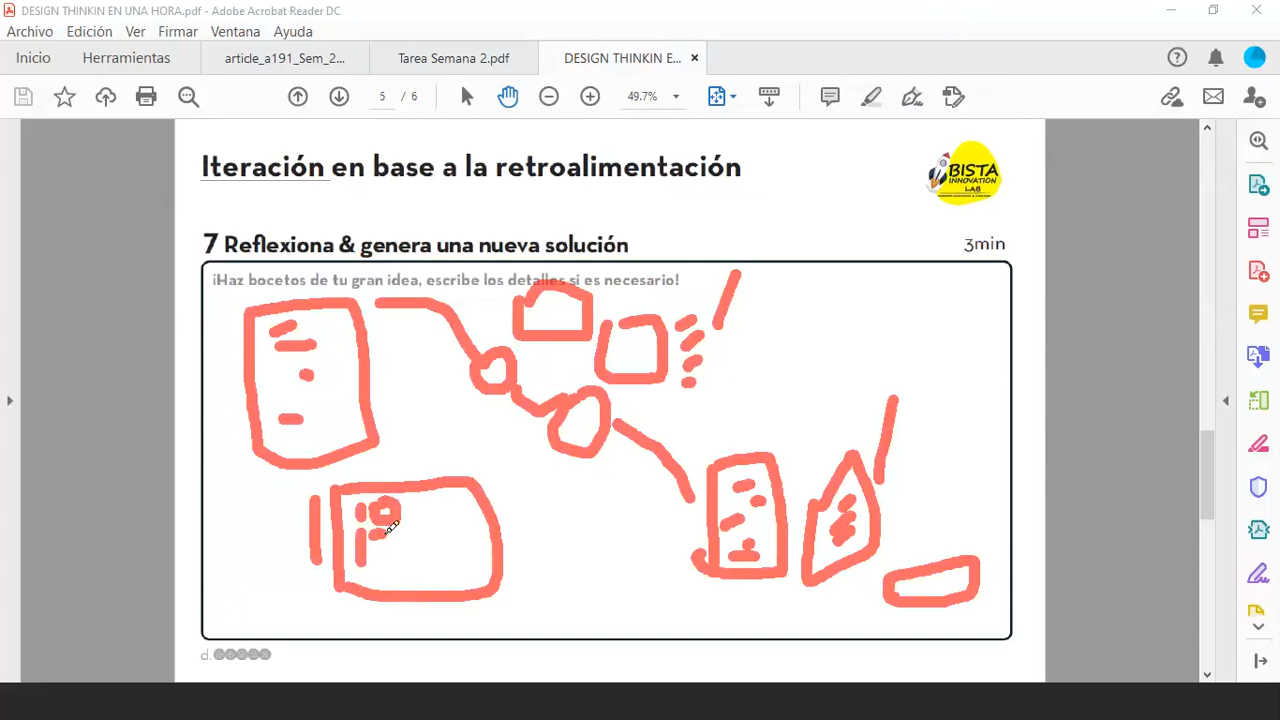 DESIGN THINKIN EN UNA HORA.pdf - Adobe Acrobat Reader DC
Archivo Edición Ver Firmar Ventana Ayuda
Inicio Herramientas article_a191_Sem_2... Tarea Semana 2.pdf DESIGN THINKIN E... ×
5 / 6 49.7%
Iteración en base a la retroalimentación
BISTA
INNOVATION
LAB
7 Reflexiona & genera una nueva solución 3min
¡Haz bocetos de tu gran idea, escribe los detalles si es necesario!
d.